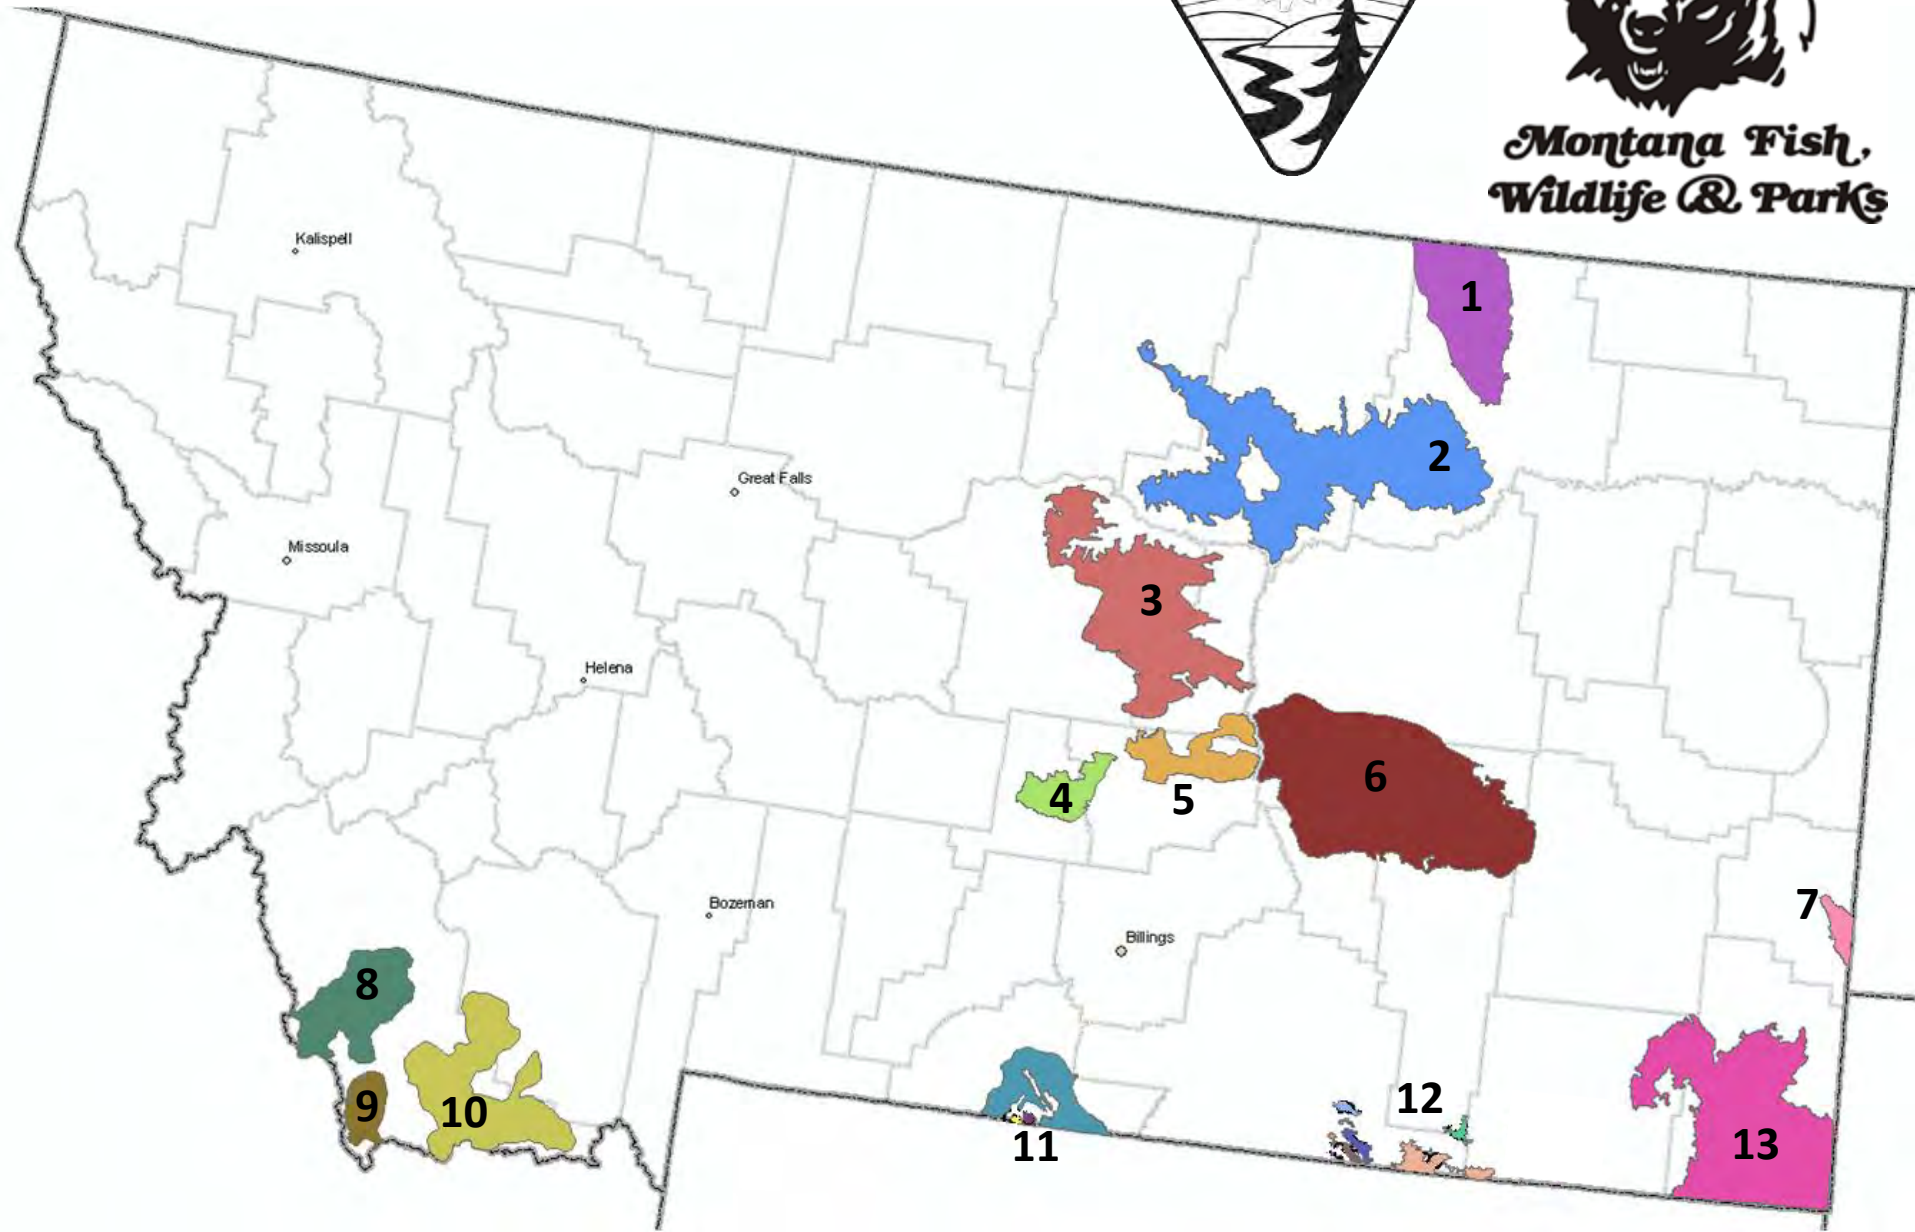 Montana Fish,
Wildlife & Parks
Kalispell
1
2
Great Falls
Missoula
3
Helena
4
5
6
Bozeman
7
Billings
8
9
10
11
12
13